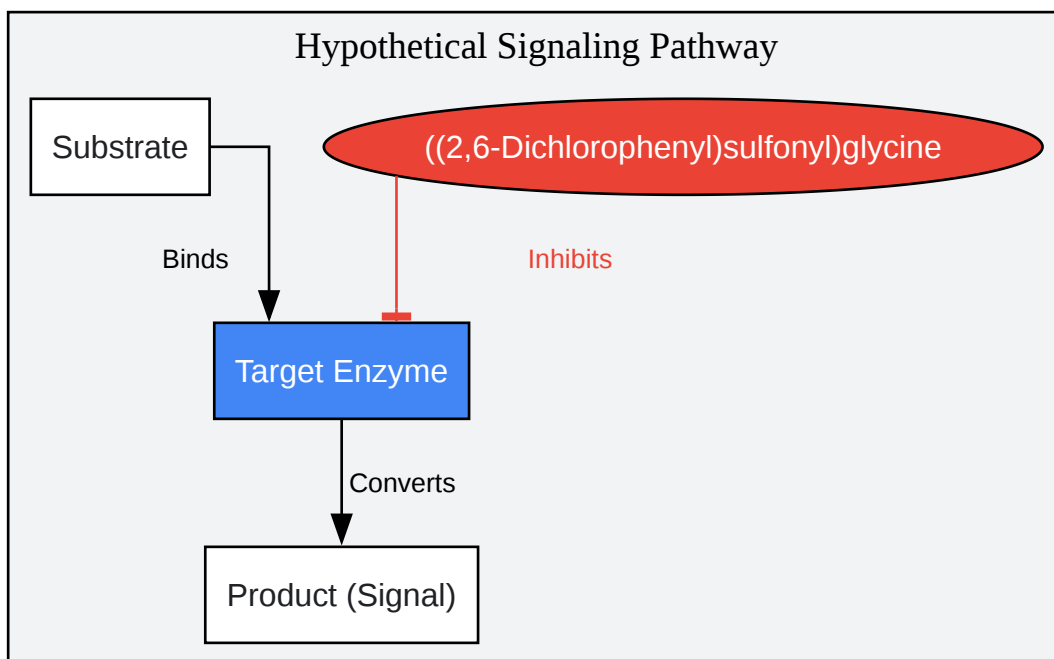 Hypothetical Signaling Pathway
Substrate
((2,6-Dichlorophenyl)sulfonyl)glycine
Binds
Inhibits
Target Enzyme
Converts
Product (Signal)